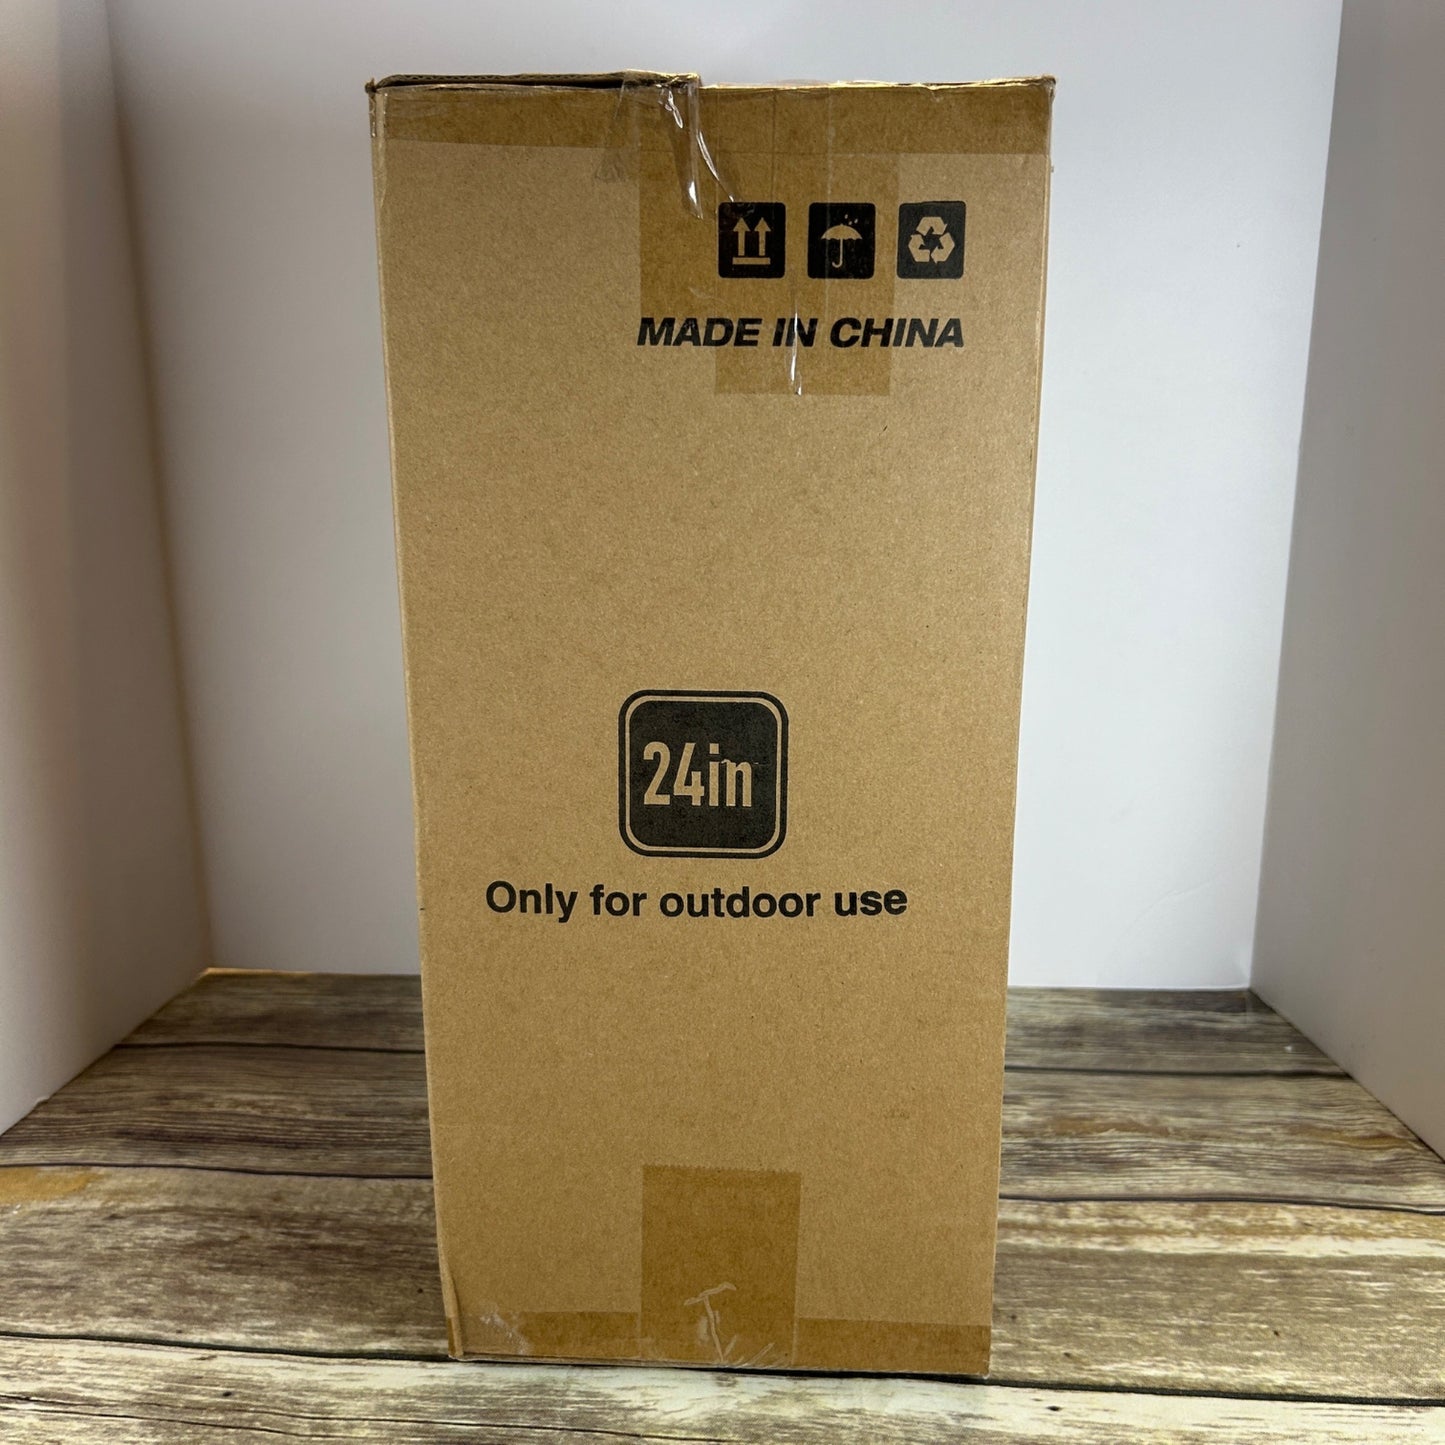 MADE IN CHINA
24in
Only for outdoor use